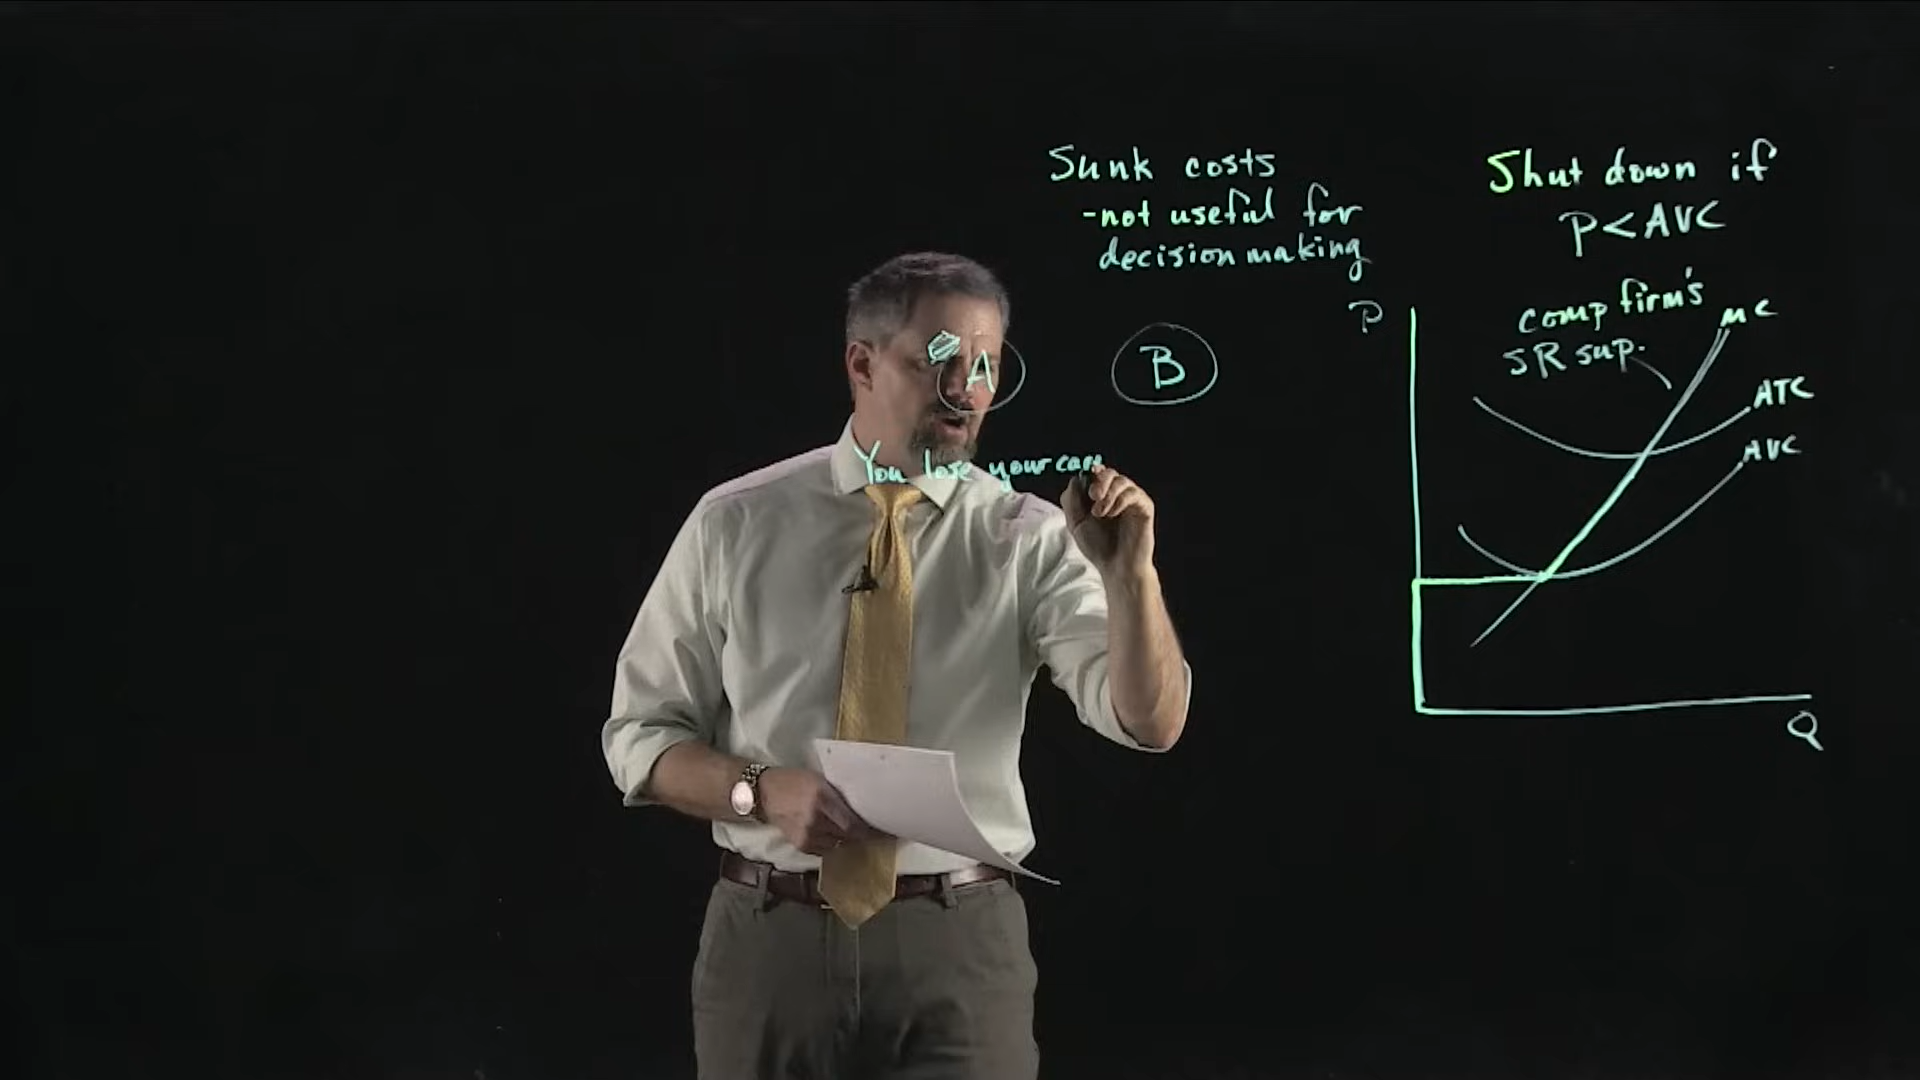 Sunk costs
-not useful for
decision making
A
B
You lose your
Shut down if
P<AVC
comp firm's
SR sup.
P
MC
ATC
AVC
Q